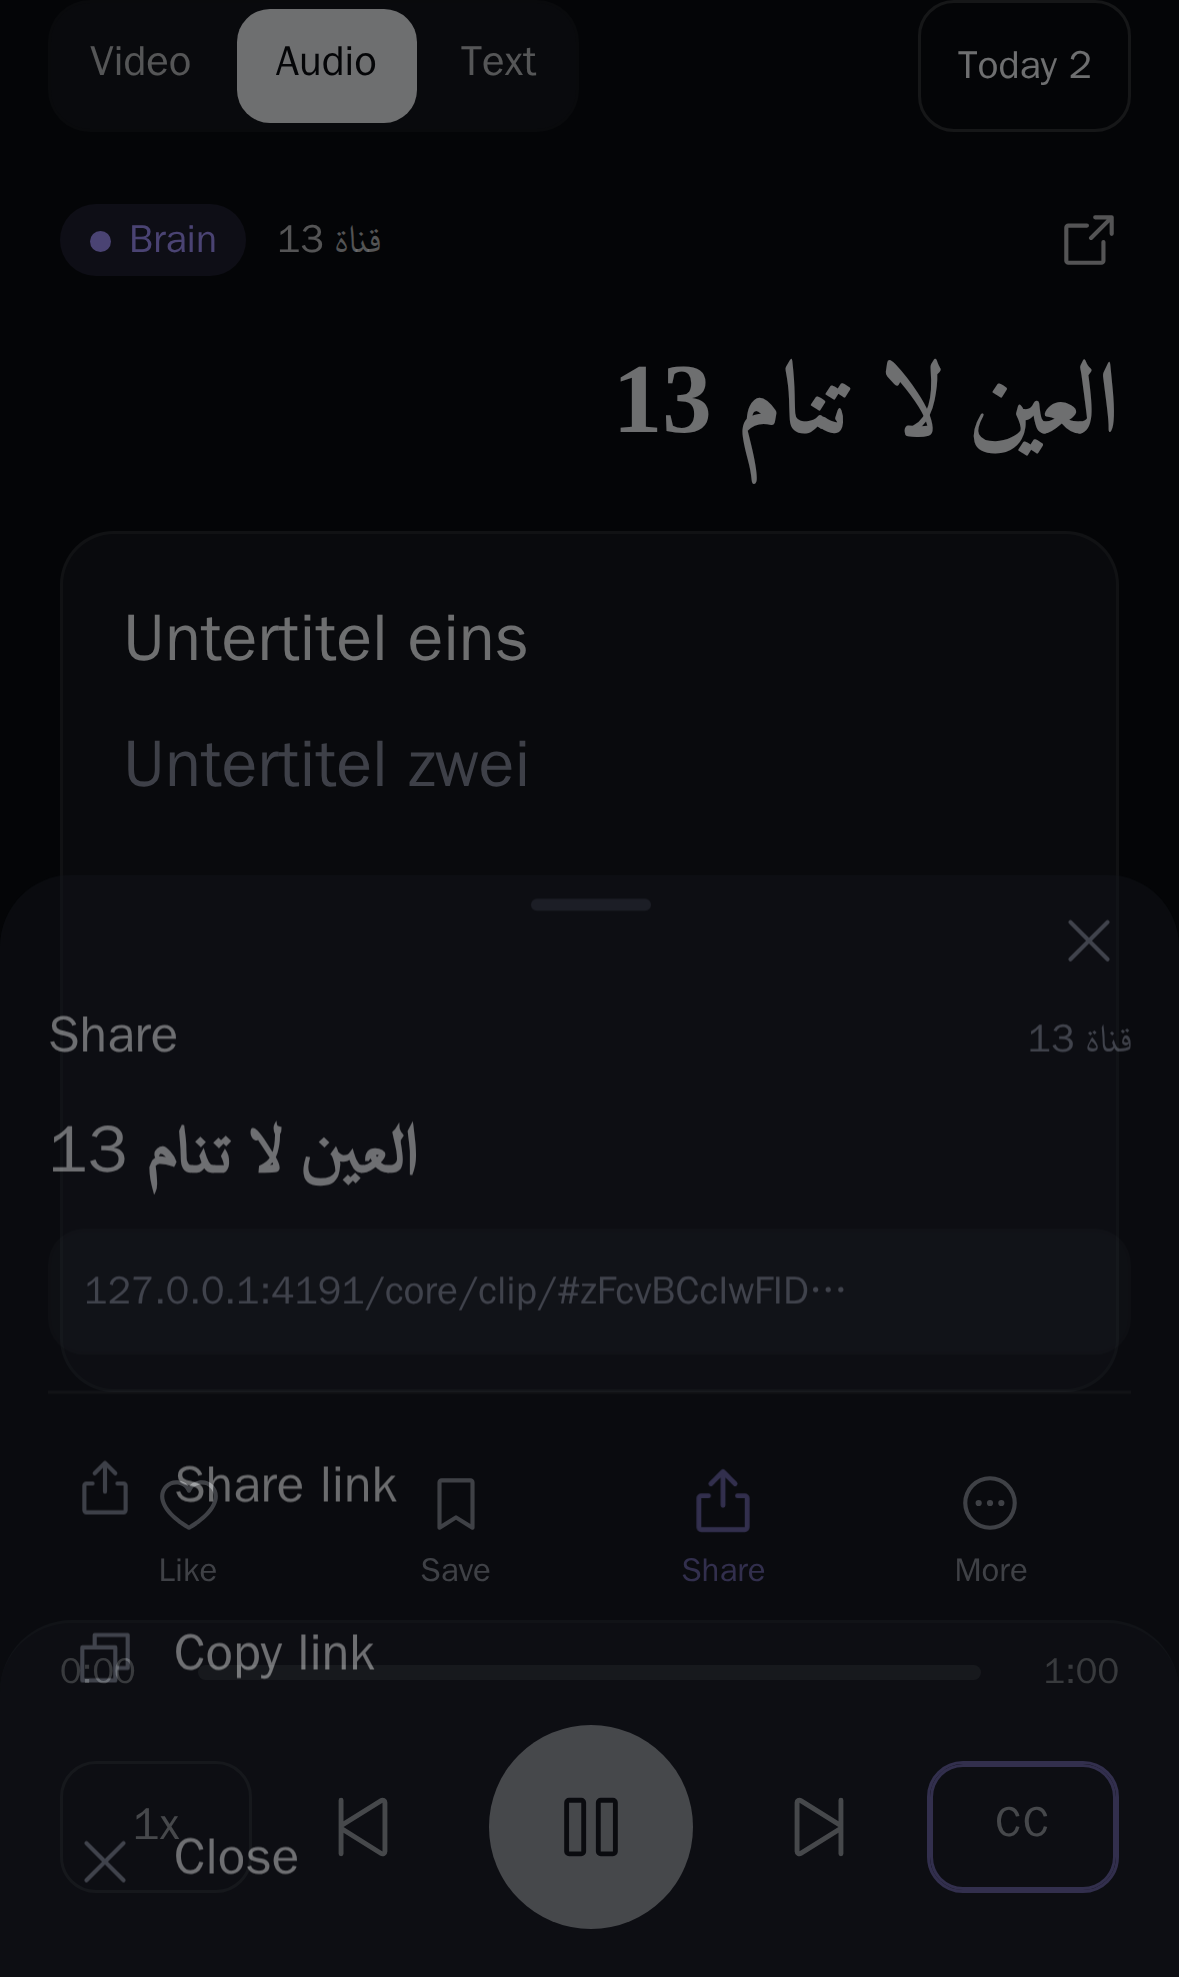 Video Audio Text Today 2
Brain قناة 13
العين لا تنام 13
Untertitel eins
Untertitel zwei
Share قناة 13
العين لا تنام 13
127.0.0.1:4191/core/clip/#zFcvBCclwFID···
Share link
Like Save Share More
Copy link
0:00 1:00
1x CC
Close